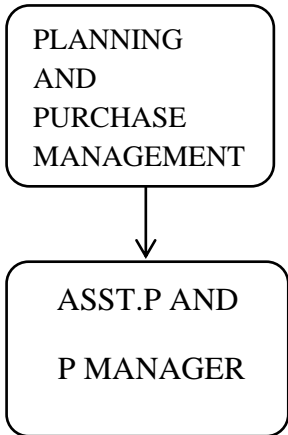 PLANNING
AND
PURCHASE
MANAGEMENT
ASST.P AND
P MANAGER